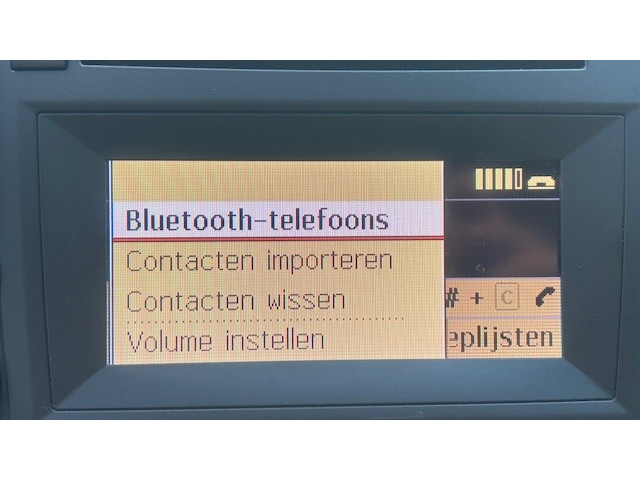 Bluetooth-telefoons
Contacten importeren
Contacten wissen
# + C
Volume instellen
eplijsten